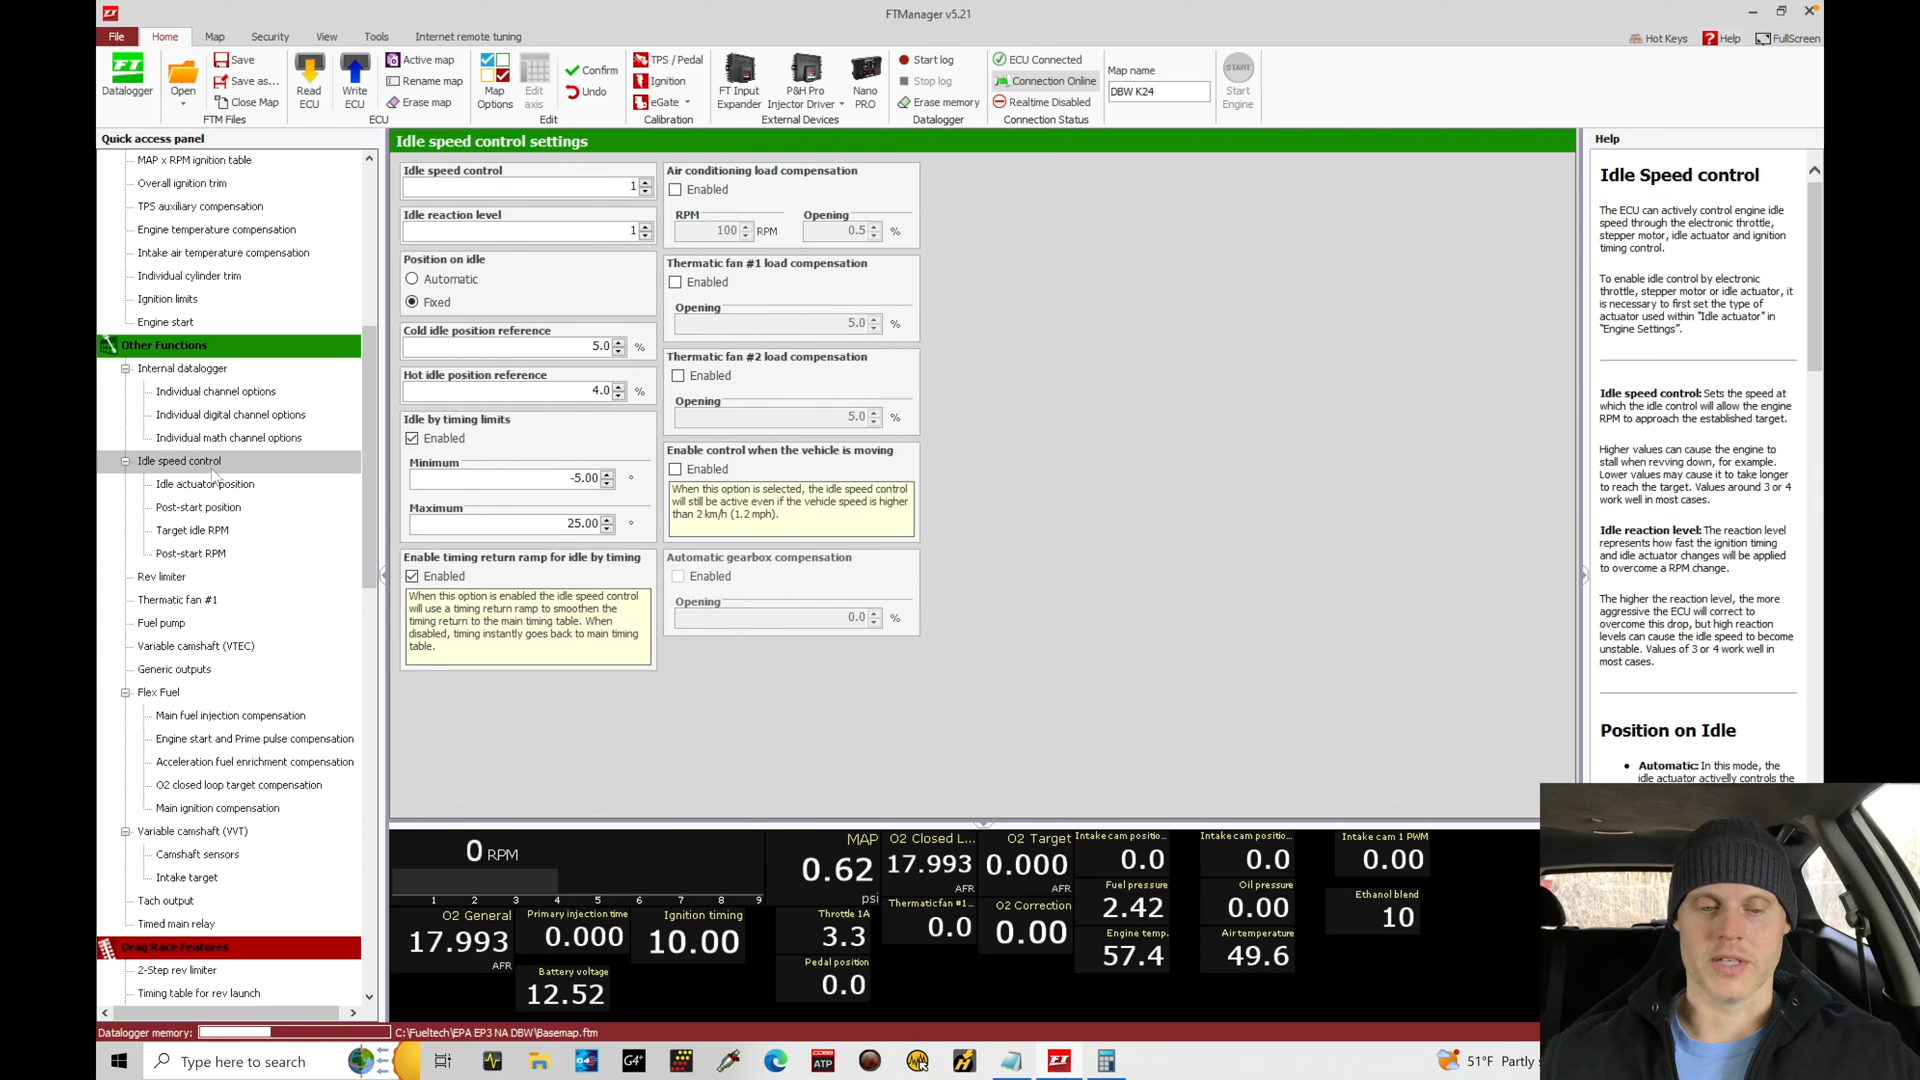 FTManager v5.21
File Home Map Security View Tools Internet remote tuning
Hot Keys Help FullScreen
Datalogger
Open
Save
Save as...
Close Map
FTM Files
Read ECU
Write ECU
Active map
Rename map
Erase map
ECU
Map Options
Edit axis
Confirm
Undo
Edit
TPS / Pedal
Ignition
eGate
Calibration
FT Input Expander
P&H Pro Injector Driver
Nano PRO
External Devices
Start log
Stop log
Erase memory
Datalogger
ECU Connected
Connection Online
Realtime Disabled
Connection Status
Map name
DBW K24
START
Start Engine
Quick access panel
MAP x RPM ignition table
Overall ignition trim
TPS auxiliary compensation
Engine temperature compensation
Intake air temperature compensation
Individual cylinder trim
Ignition limits
Engine start
Other Functions
Internal datalogger
Individual channel options
Individual digital channel options
Individual math channel options
Idle speed control
Idle actuator position
Post-start position
Target idle RPM
Post-start RPM
Rev limiter
Thermatic fan #1
Fuel pump
Variable camshaft (VTEC)
Generic outputs
Flex Fuel
Main fuel injection compensation
Engine start and Prime pulse compensation
Acceleration fuel enrichment compensation
O2 closed loop target compensation
Main ignition compensation
Variable camshaft (VVT)
Camshaft sensors
Intake target
Tach output
Timed main relay
Drag Race Features
2-Step rev limiter
Timing table for rev launch
Idle speed control settings
Idle speed control
1
Idle reaction level
1
Position on idle
Automatic
Fixed
Cold idle position reference
5.0 %
Hot idle position reference
4.0 %
Idle by timing limits
Enabled
Minimum
-5.00 °
Maximum
25.00 °
Enable timing return ramp for idle by timing
Enabled
When this option is enabled the idle speed control
will use a timing return ramp to smoothen the
timing return to the main timing table. When
disabled, timing instantly goes back to main timing
table.
Air conditioning load compensation
Enabled
RPM Opening
100 RPM 0.5 %
Thermatic fan #1 load compensation
Enabled
Opening
5.0 %
Thermatic fan #2 load compensation
Enabled
Opening
5.0 %
Enable control when the vehicle is moving
Enabled
When this option is selected, the idle speed control
will still be active even if the vehicle speed is higher
than 2 km/h (1.2 mph).
Automatic gearbox compensation
Enabled
Opening
0.0 %
Help
Idle Speed control
The ECU can actively control engine idle
speed through the electronic throttle,
stepper motor, idle actuator and ignition
timing control.
To enable idle control by electronic
throttle, stepper motor or idle actuator, it
is necessary to first set the type of
actuator used within "Idle actuator" in
"Engine Settings".
Idle speed control: Sets the speed at
which the idle control will allow the engine
RPM to approach the established target.
Higher values can cause the engine to
stall when revving down, for example.
Lower values may cause it to take longer
to reach the target. Values around 3 or 4
work well in most cases.
Idle reaction level: The reaction level
represents how fast the ignition timing
and idle actuator changes will be applied
to overcome a RPM change.
The higher the reaction level, the more
aggressive the ECU will correct to
overcome this drop, but high reaction
levels can cause the idle speed to become
unstable. Values of 3 or 4 work well in
most cases.
Position on Idle
• Automatic: In this mode, the
idle actuator activelly controls the
0 RPM
1 2 3 4 5 6 7 8 9
O2 General
17.993
AFR
Primary injection time
0.000
Battery voltage
12.52
Ignition timing
10.00
MAP
0.62
psi
Throttle 1A
3.3
Pedal position
0.0
O2 Closed L...
17.993
AFR
Thermatic fan #1...
0.0
O2 Target
0.000
AFR
O2 Correction
0.00
Intake cam positio...
0.0
Fuel pressure
2.42
Engine temp.
57.4
Intake cam positio...
0.0
Oil pressure
0.00
Air temperature
49.6
Intake cam 1 PWM
0.00
Ethanol blend
10
Datalogger memory: C:\Fueltech\EPA EP3 NA DBW\Basemap.ftm
Type here to search
G4+
COBB
ATP
FT
51°F Partly